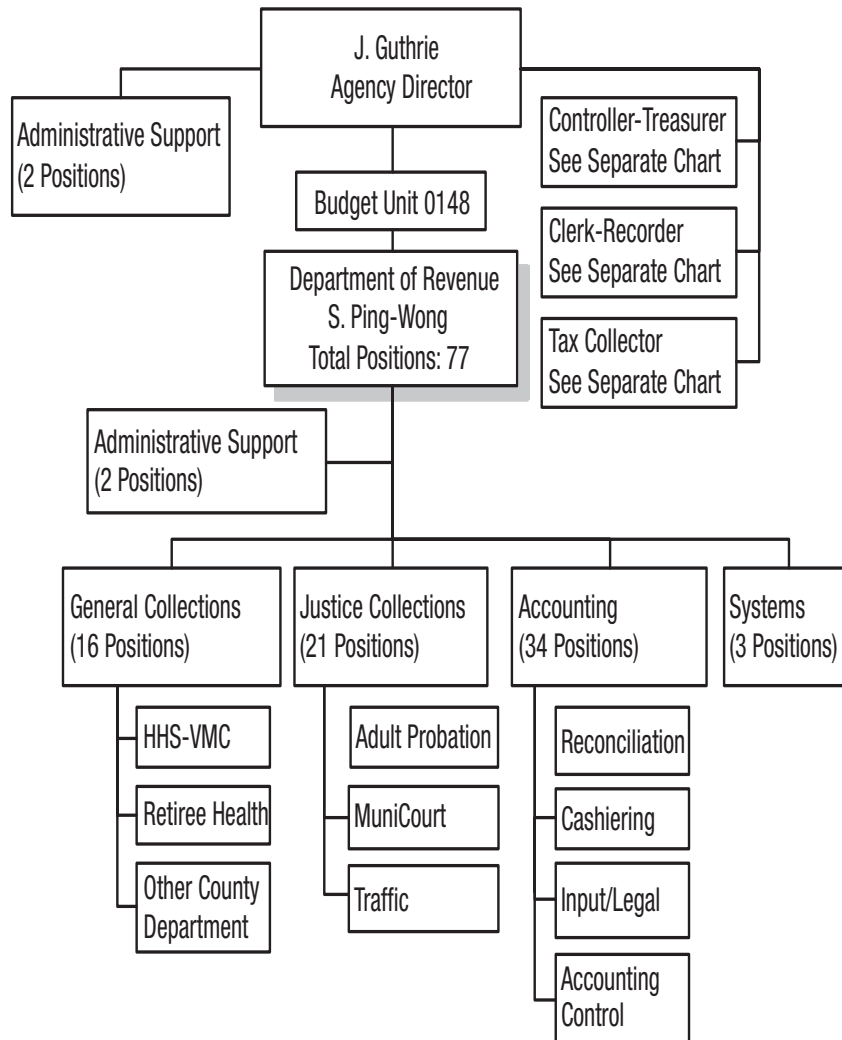 J. Guthrie
Agency Director
Administrative Support
(2 Positions)
Controller-Treasurer
See Separate Chart
Budget Unit 0148
Clerk-Recorder
See Separate Chart
Department of Revenue
S. Ping-Wong
Total Positions: 77
Tax Collector
See Separate Chart
Administrative Support
(2 Positions)
General Collections
(16 Positions)
Justice Collections
(21 Positions)
Accounting
(34 Positions)
Systems
(3 Positions)
HHS-VMC
Retiree Health
Other County
Department
Adult Probation
MuniCourt
Traffic
Reconciliation
Cashiering
Input/Legal
Accounting
Control